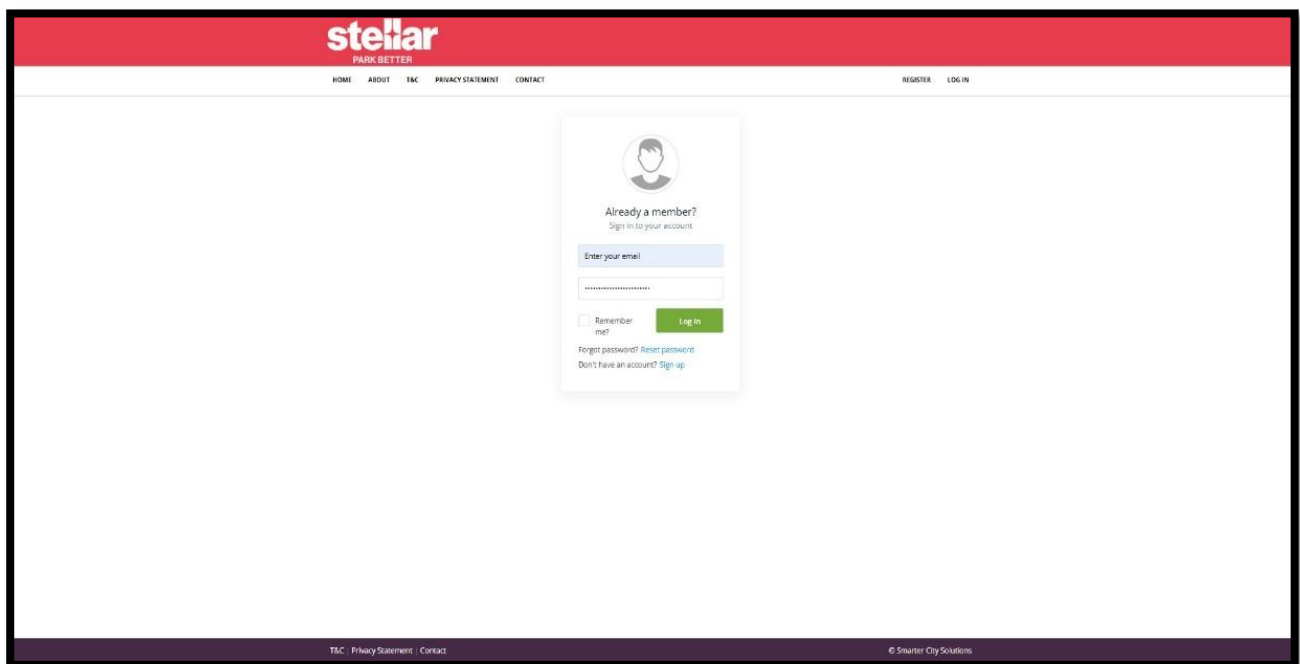 stellar
PARK BETTER
HOME ABOUT T&C PRIVACY STATEMENT CONTACT REGISTER LOG IN
Already a member?
Sign in to your account
Enter your email
Remember
me?
Log In
Forgot password? Reset password
Don't have an account? Sign up
T&C | Privacy Statement | Contact © Smarter City Solutions